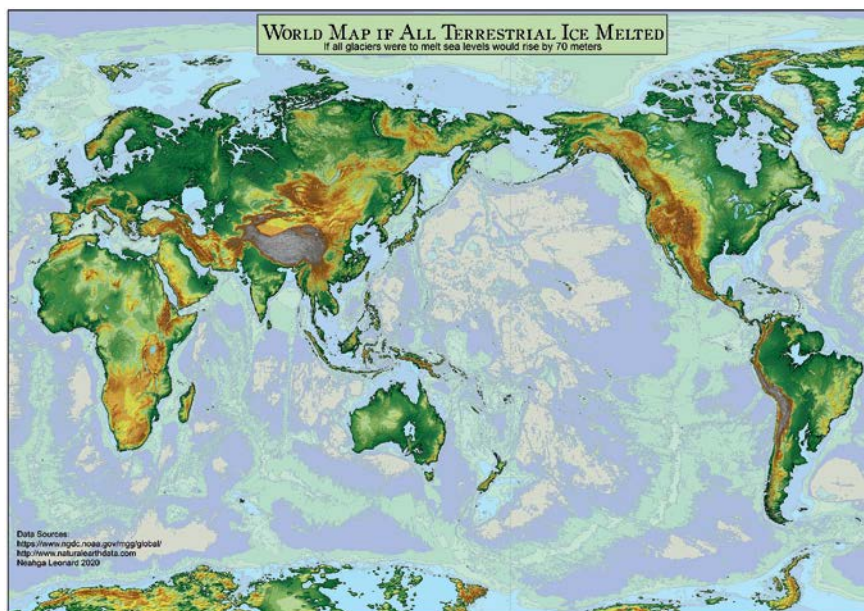 World Map if All Terrestrial Ice Melted
If all glaciers were to melt sea levels would rise by 70 meters
Data Sources:
https://www.ngdc.noaa.gov/mgg/global/
http://www.naturalearthdata.com
Neahga Leonard 2020